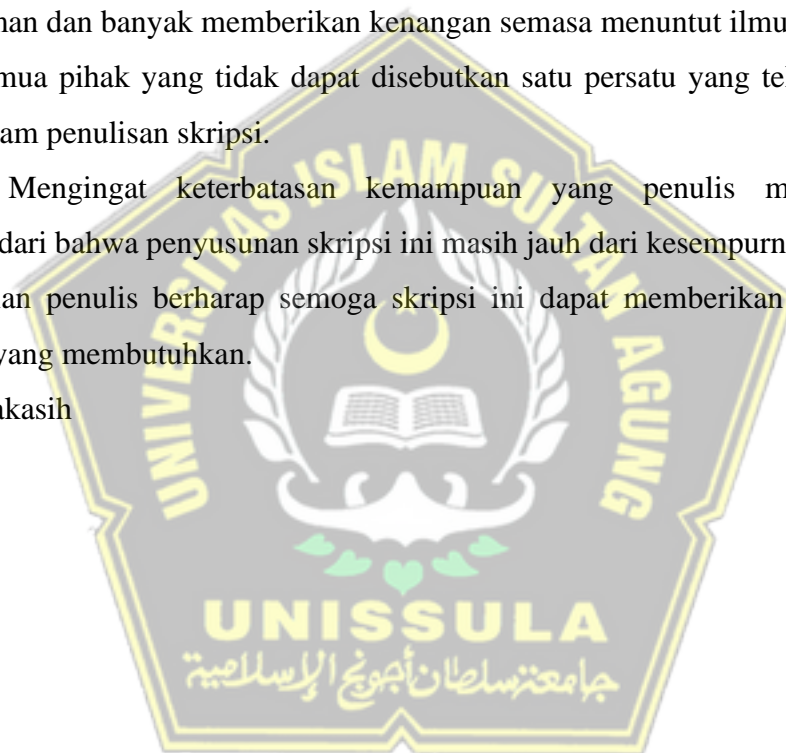 nan dan banyak memberikan kenangan semasa menuntut ilmu
mua pihak yang tidak dapat disebutkan satu persatu yang tel
am penulisan skripsi.
Mengingat keterbatasan kemampuan yang penulis m
dari bahwa penyusunan skripsi ini masih jauh dari kesempurn
an penulis berharap semoga skripsi ini dapat memberikan
yang membutuhkan.
akasih
UNIVERSITAS ISLAM SULTAN AGUNG
UNISSULA
جامعة سلطان أجونج الإسلامية